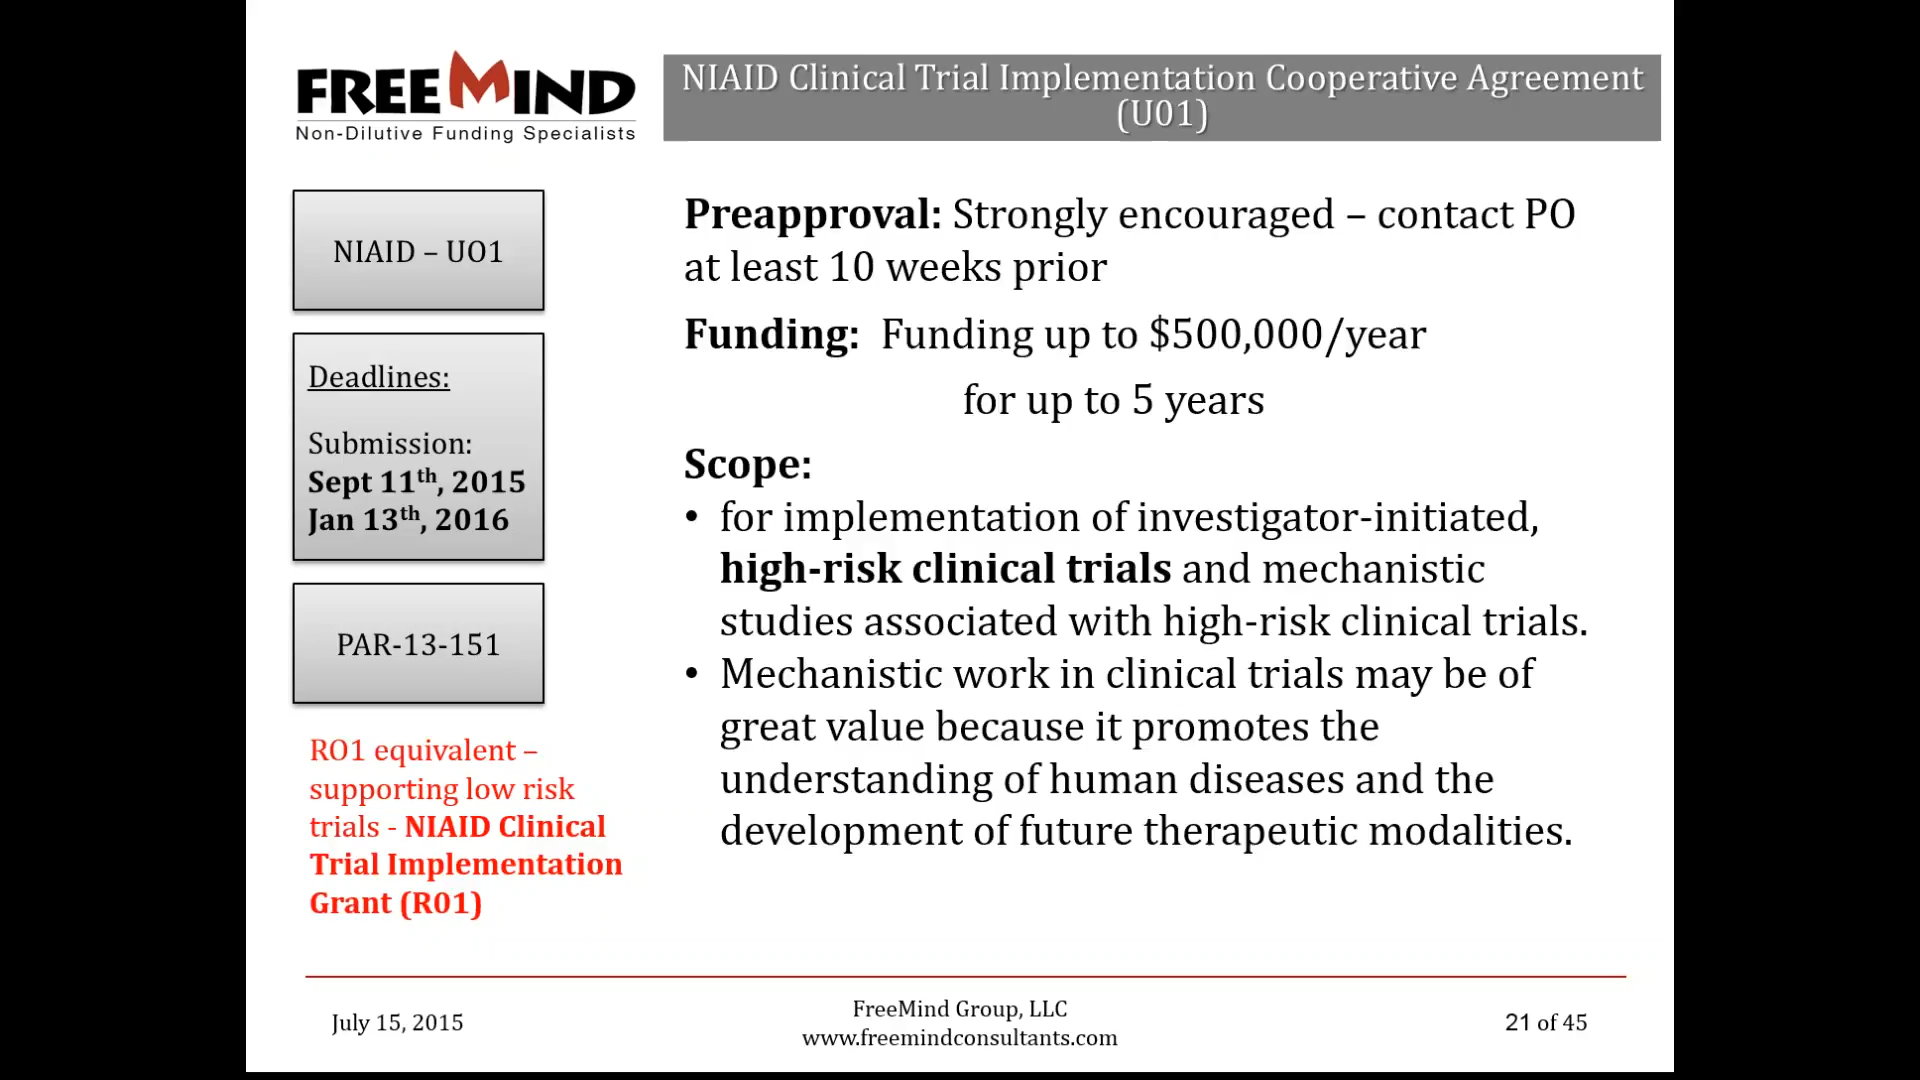 FREEMIND
Non-Dilutive Funding Specialists
NIAID Clinical Trial Implementation Cooperative Agreement
(U01)
NIAID – UO1
Deadlines:
Submission:
Sept 11th, 2015
Jan 13th, 2016
PAR-13-151
RO1 equivalent –
supporting low risk
trials - NIAID Clinical
Trial Implementation
Grant (R01)
Preapproval: Strongly encouraged – contact PO
at least 10 weeks prior
Funding: Funding up to $500,000/year
for up to 5 years
Scope:
• for implementation of investigator-initiated,
high-risk clinical trials and mechanistic
studies associated with high-risk clinical trials.
• Mechanistic work in clinical trials may be of
great value because it promotes the
understanding of human diseases and the
development of future therapeutic modalities.
July 15, 2015
FreeMind Group, LLC
www.freemindconsultants.com
21 of 45